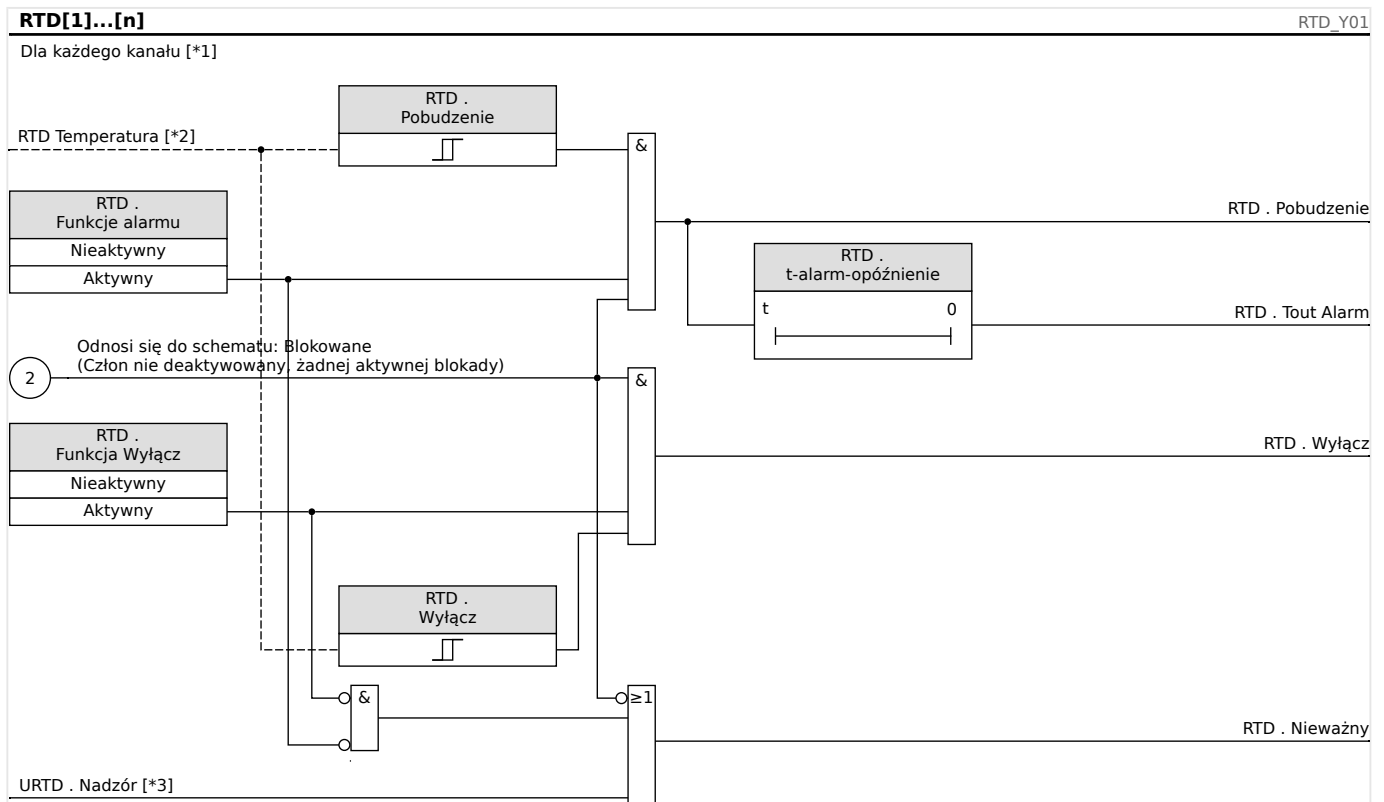 RTD[1]...[n]
RTD_Y01
Dla każdego kanału [*1]
RTD .
Pobudzenie
RTD Temperatura [*2]
&
RTD .
Funkcje alarmu
Nieaktywny
Aktywny
RTD . Pobudzenie
RTD .
t-alarm-opóźnienie
t
0
RTD . Tout Alarm
Odnosi się do schematu: Blokowane
(Człon nie deaktywowany, żadnej aktywnej blokady)
2
&
RTD .
Funkcja Wyłącz
Nieaktywny
Aktywny
RTD . Wyłącz
RTD .
Wyłącz
&
≥1
RTD . Nieważny
URTD . Nadzór [*3]